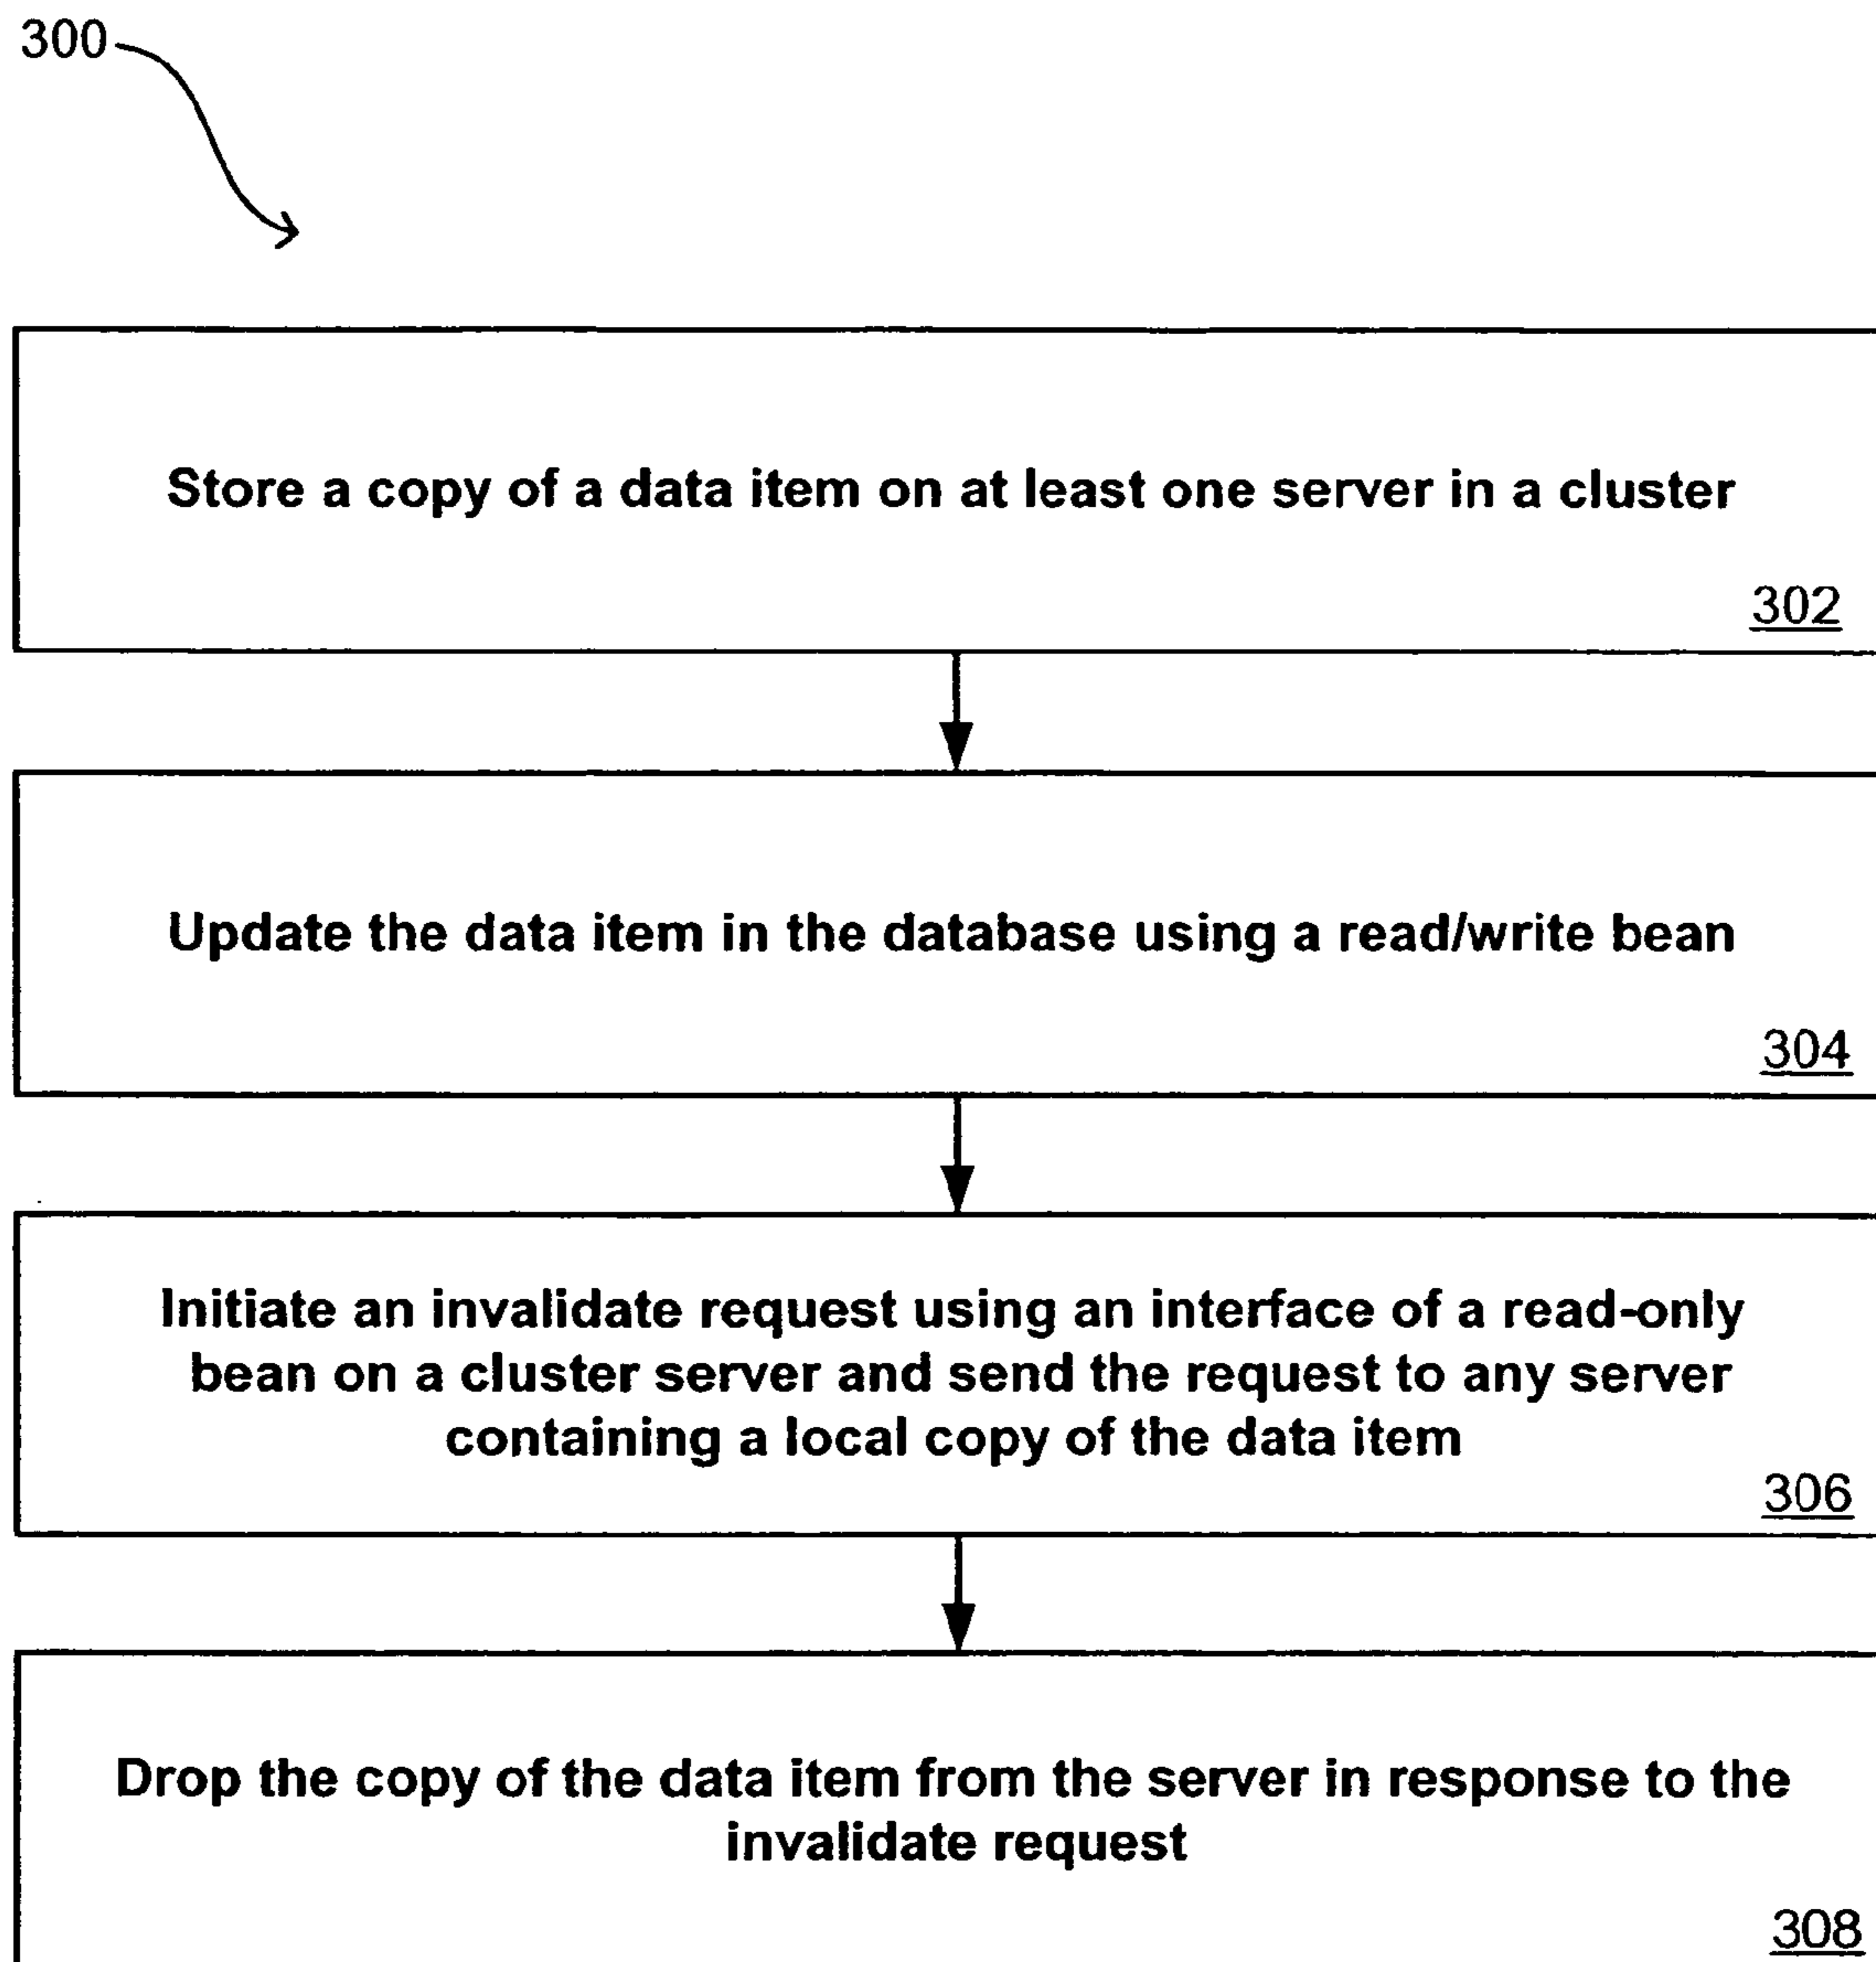 300
Store a copy of a data item on at least one server in a cluster
302
Update the data item in the database using a read/write bean
304
Initiate an invalidate request using an interface of a read-only
bean on a cluster server and send the request to any server
containing a local copy of the data item
306
Drop the copy of the data item from the server in response to the
invalidate request
308